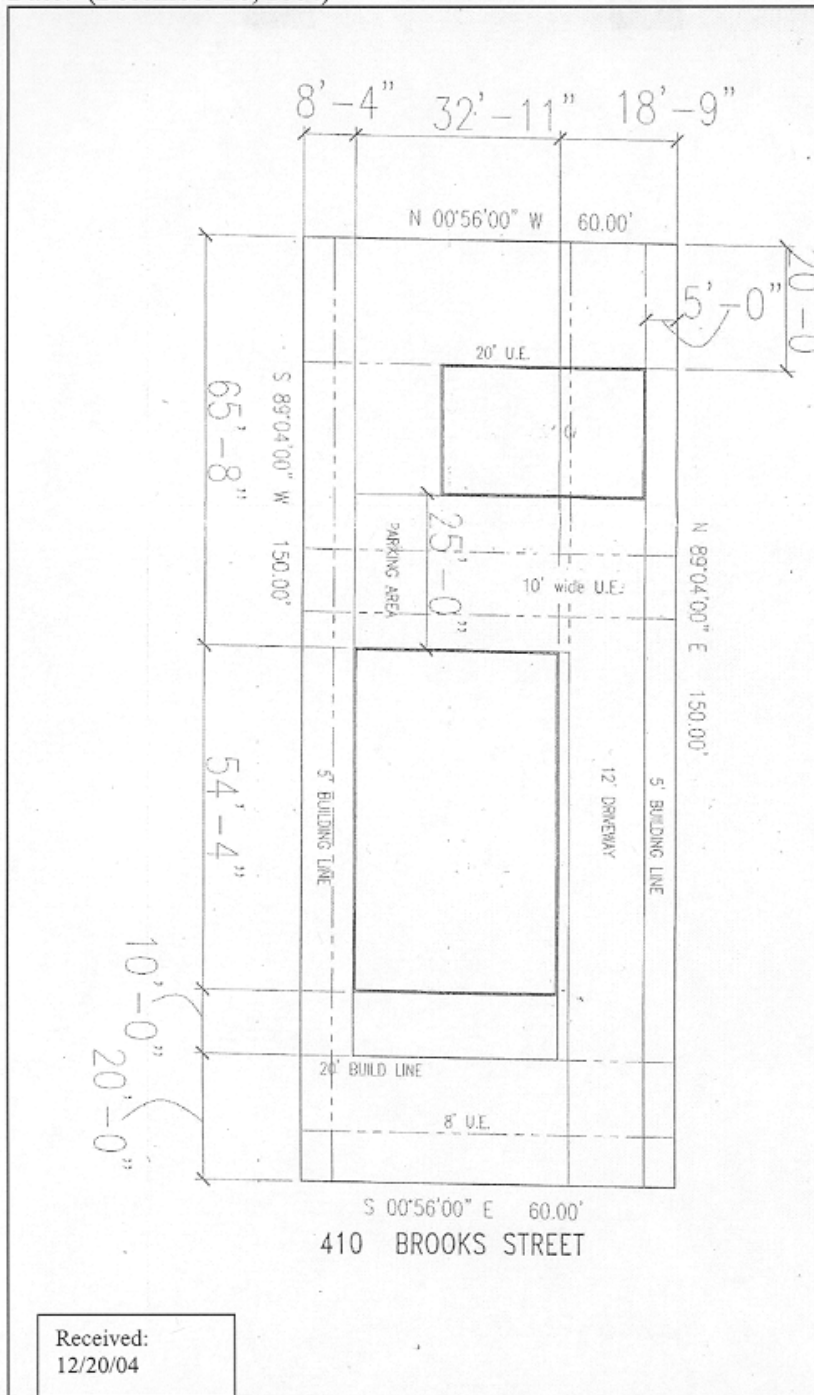 8'-4" 32'-11" 18'-9"
N 00°56'00" W 60.00'
20'-0
5'-0"
20' U.E.
65'-8"
S 89°04'00" W 150.00'
PARKING AREA
25'-0"
10' wide U.E.
N 89°04'00" E 150.00'
54'-4"
5' BUILDING LINE
12' DRIVEWAY
5' BUILDING LINE
10'-0"
20'-0"
20' BUILD LINE
8' U.E.
S 00°56'00" E 60.00'
410 BROOKS STREET
Received:
12/20/04